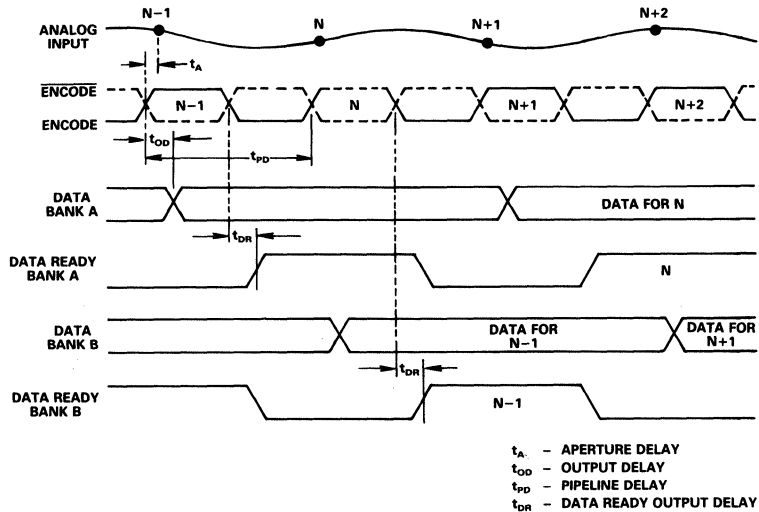 N–1
N
N+1
N+2
ANALOG
INPUT
tA
ENCODE
N–1
N
N+1
N+2
ENCODE
tOD
tPD
DATA
BANK A
DATA FOR N
tDR
DATA READY
BANK A
N
DATA
BANK B
DATA FOR
N–1
DATA FOR
N+1
tDR
DATA READY
BANK B
N–1
tA. – APERTURE DELAY
tOD – OUTPUT DELAY
tPD – PIPELINE DELAY
tDR – DATA READY OUTPUT DELAY